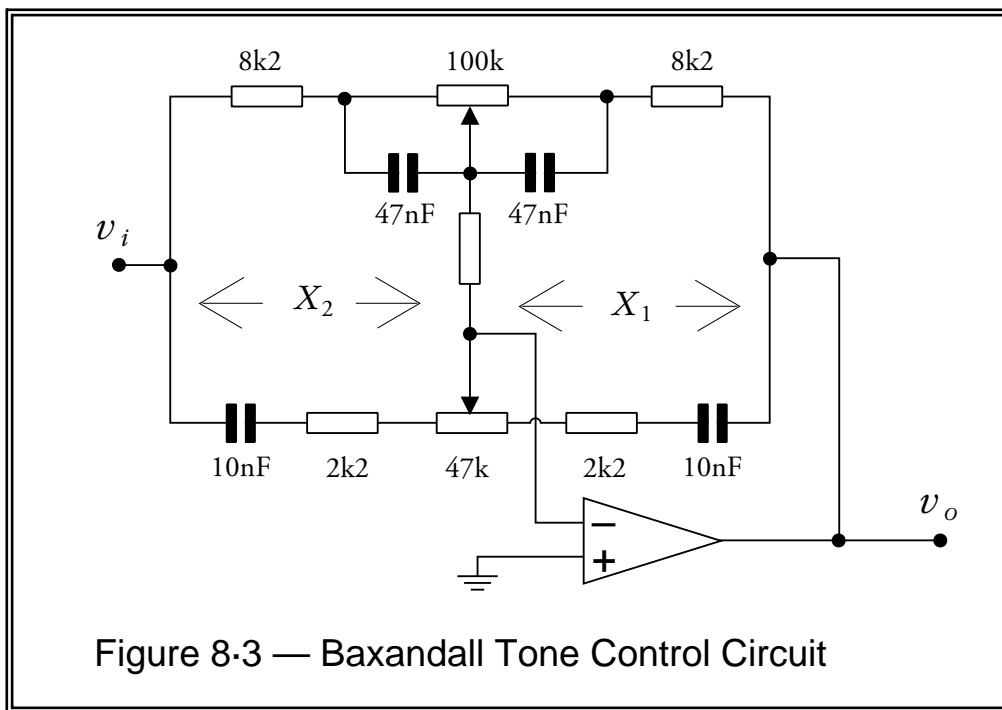 8k2 100k 8k2
47nF 47nF
v i
X2 X1
10nF 2k2 47k 2k2 10nF
v o
−
+
Figure 8·3 — Baxandall Tone Control Circuit